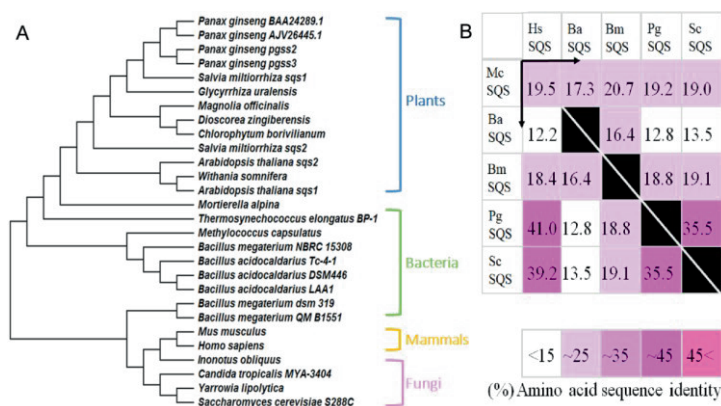 A
Panax ginseng BAA24289.1
Panax ginseng AJV26445.1
Panax ginseng pgss2
Panax ginseng pgss3
Salvia miltiorrhiza sqs1
Glycyrrhiza uralensis
Magnolia officinalis
Dioscorea zingiberensis
Chlorophytum borivilianum
Salvia miltiorrhiza sqs2
Arabidopsis thaliana sqs2
Withania somnifera
Arabidopsis thaliana sqs1
Mortierella alpina
Thermosynechococcus elongatus BP-1
Methylococcus capsulatus
Bacillus megaterium NBRC 15308
Bacillus acidocaldarius Tc-4-1
Bacillus acidocaldarius DSM446
Bacillus acidocaldarius LAA1
Bacillus megaterium dsm 319
Bacillus megaterium QM B1551
Mus musculus
Homo sapiens
Inonotus obliquus
Candida tropicalis MYA-3404
Yarrowia lipolytica
Saccharomyces cerevisiae S288C
Plants
Bacteria
Mammals
Fungi
B
Hs Ba Bm Pg Sc
SQS SQS SQS SQS SQS
Mc
SQS 19.5 17.3 20.7 19.2 19.0
Ba
SQS 12.2 16.4 12.8 13.5
Bm
SQS 18.4 16.4 18.8 19.1
Pg
SQS 41.0 12.8 18.8 35.5
Sc
SQS 39.2 13.5 19.1 35.5
<15 ~25 ~35 ~45 45<
(%) Amino acid sequence identity